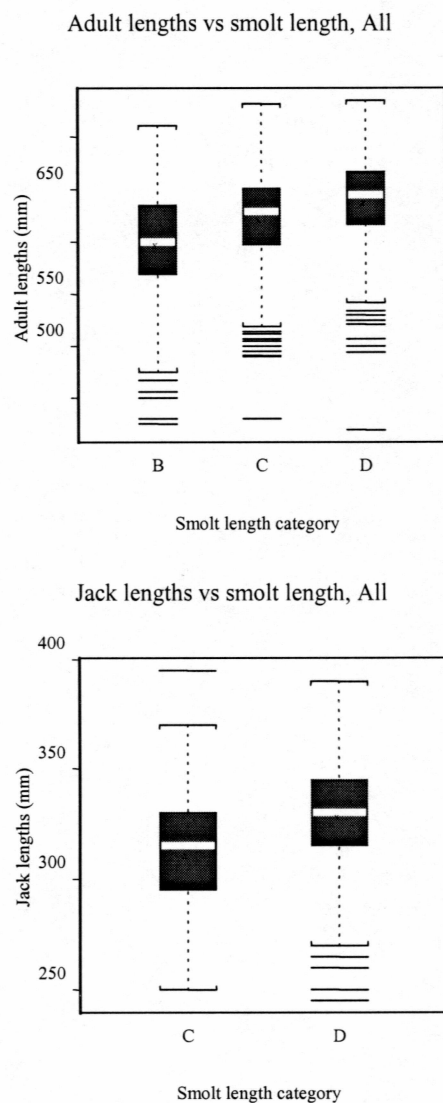 Adult lengths vs smolt length, All
650
550
500
Adult lengths (mm)
B C D
Smolt length category
Jack lengths vs smolt length, All
400
350
300
250
Jack lengths (mm)
C D
Smolt length category